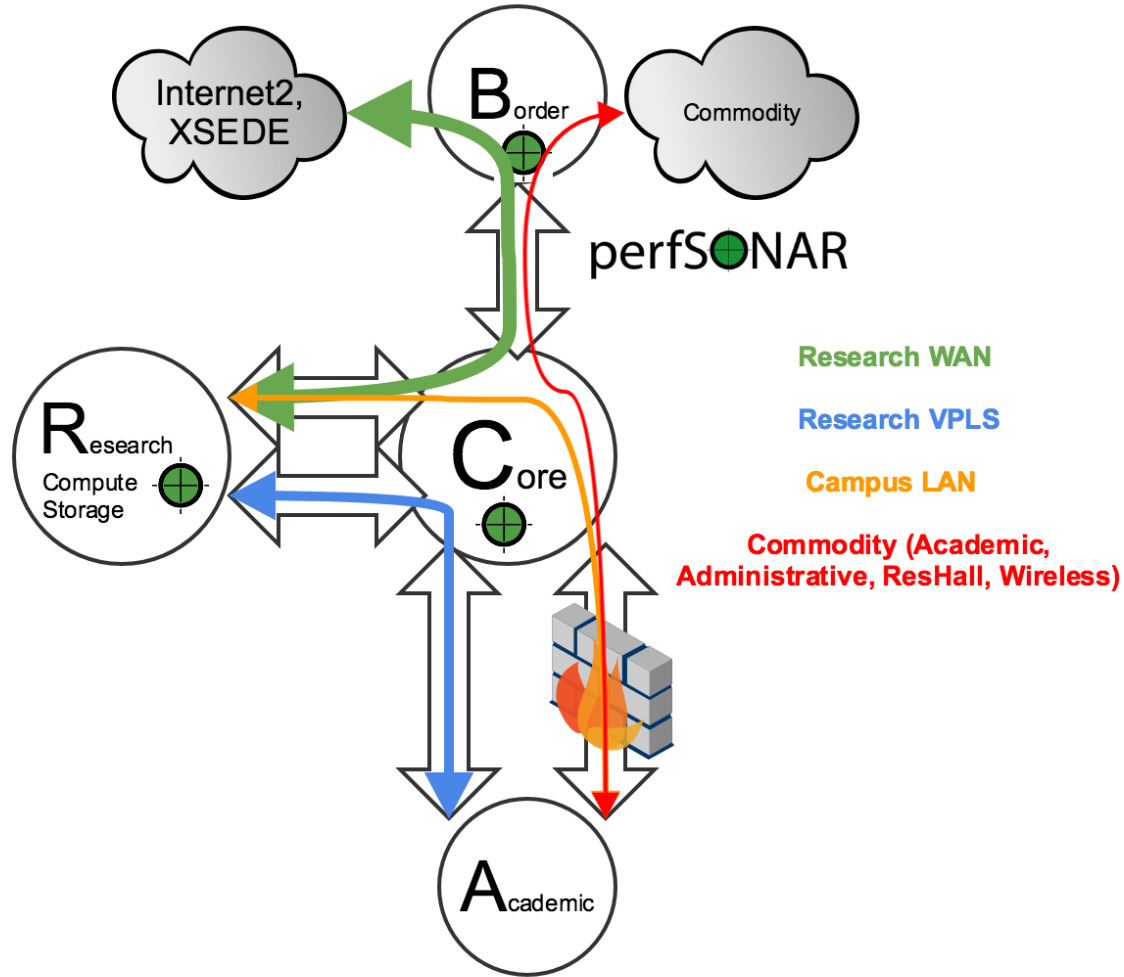 Internet2,
XSEDE
Border
Commodity
perfSONAR
Research WAN
Research
Compute
Storage
Core
Research VPLS
Campus LAN
Commodity (Academic,
Administrative, ResHall, Wireless)
Academic